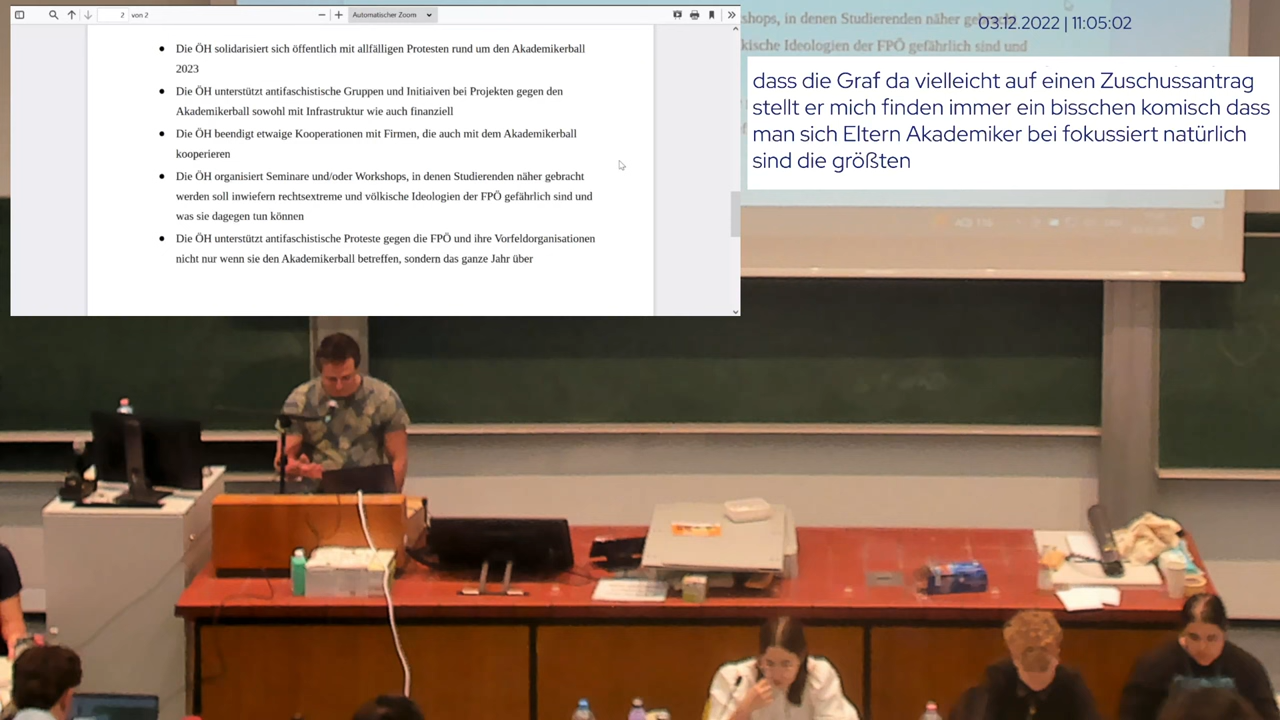 2 von 2
Automatischer Zoom
● Die ÖH solidarisiert sich öffentlich mit allfälligen Protesten rund um den Akademikerball
2023
● Die ÖH unterstützt antifaschistische Gruppen und Initiaiven bei Projekten gegen den
Akademikerball sowohl mit Infrastruktur wie auch finanziell
● Die ÖH beendigt etwaige Kooperationen mit Firmen, die auch mit dem Akademikerball
kooperieren
● Die ÖH organisiert Seminare und/oder Workshops, in denen Studierenden näher gebracht
werden soll inwiefern rechtsextreme und völkische Ideologien der FPÖ gefährlich sind und
was sie dagegen tun können
● Die ÖH unterstützt antifaschistische Proteste gegen die FPÖ und ihre Vorfeldorganisationen
nicht nur wenn sie den Akademikerball betreffen, sondern das ganze Jahr über
shops, in denen Studierenden näher
03.12.2022 | 11:05:02
kische Ideologien der FPÖ gefährlich sind und
dass die Graf da vielleicht auf einen Zuschussantrag
stellt er mich finden immer ein bisschen komisch dass
man sich Eltern Akademiker bei fokussiert natürlich
sind die größten